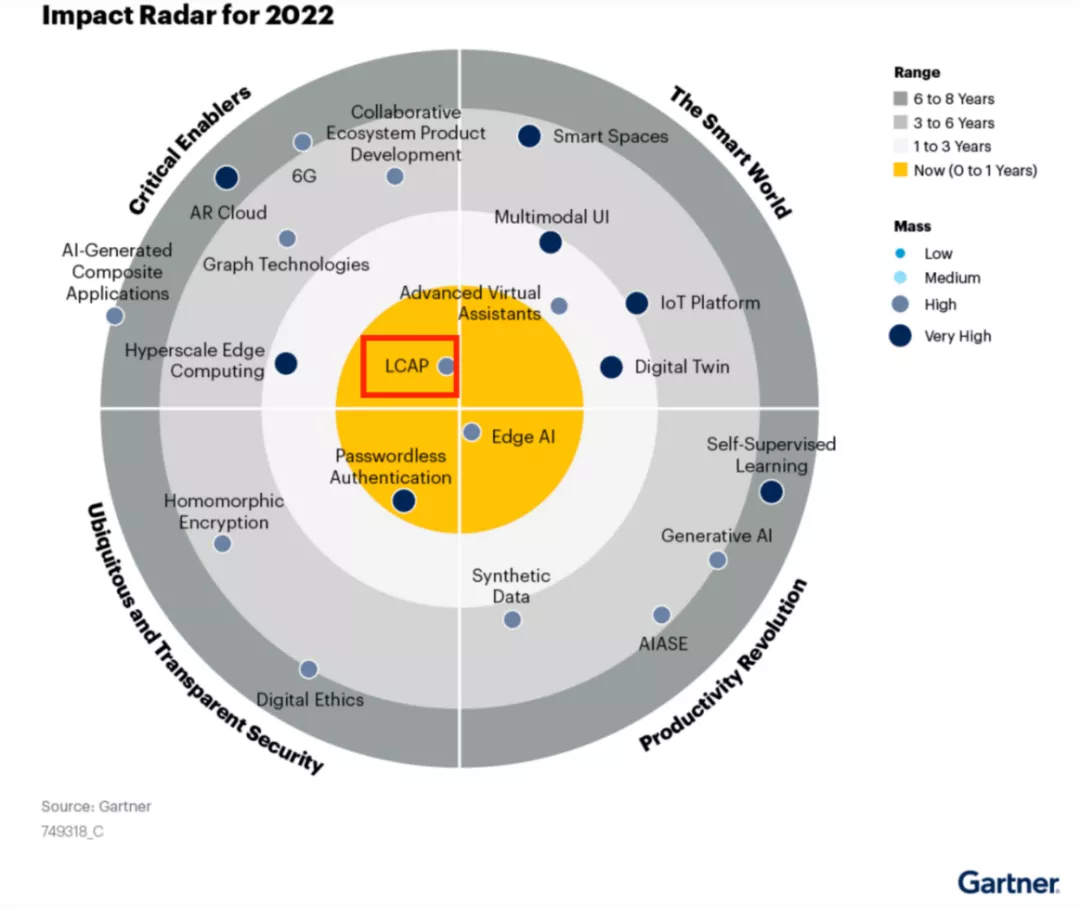 Impact Radar for 2022
Critical Enablers
The Smart World
Collaborative
Ecosystem Product
Development
6G
AR Cloud
AI-Generated
Composite
Applications
Graph Technologies
Hyperscale Edge
Computing
LCAP
Smart Spaces
Multimodal UI
Advanced Virtual
Assistants
IoT Platform
Digital Twin
Passwordless
Authentication
Homomorphic
Encryption
Digital Ethics
Ubiquitous and Transparent Security
Edge AI
Self-Supervised
Learning
Generative AI
Synthetic
Data
AIASE
Productivity Revolution
Range
6 to 8 Years
3 to 6 Years
1 to 3 Years
Now (0 to 1 Years)
Mass
Low
Medium
High
Very High
Source: Gartner
749318_C
Gartner